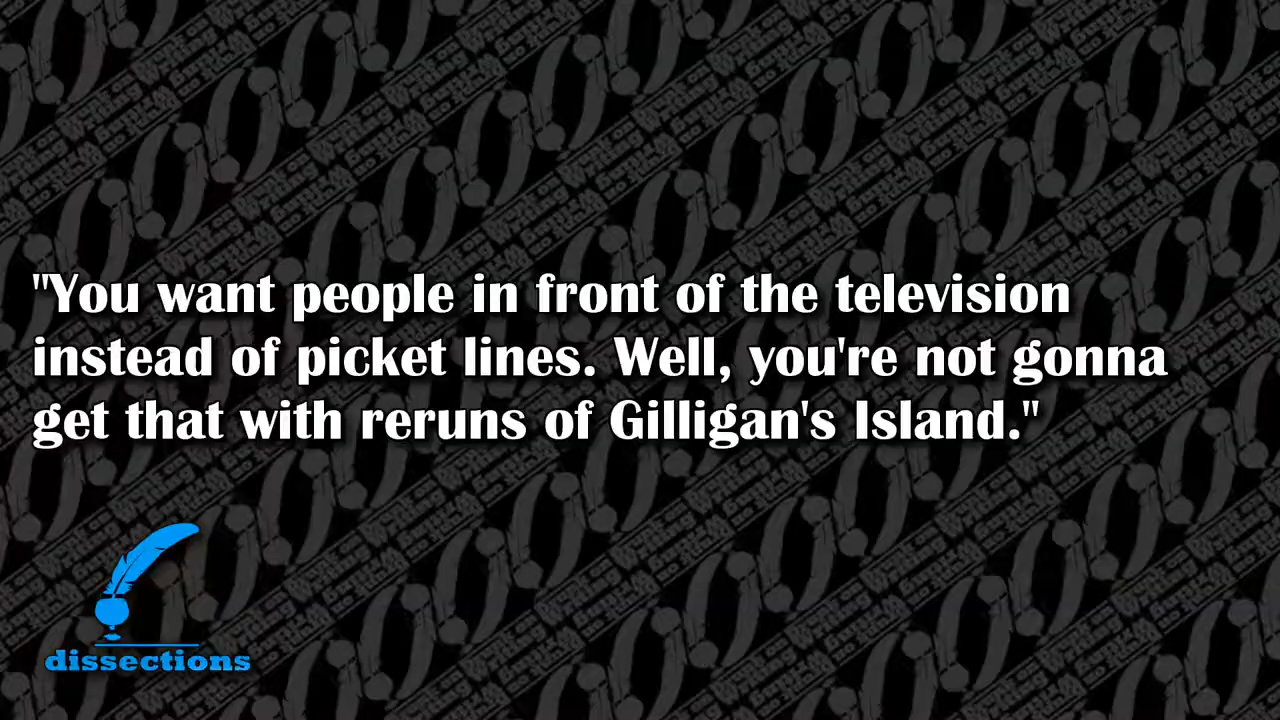 "You want people in front of the television
instead of picket lines. Well, you're not gonna
get that with reruns of Gilligan's Island."
dissections